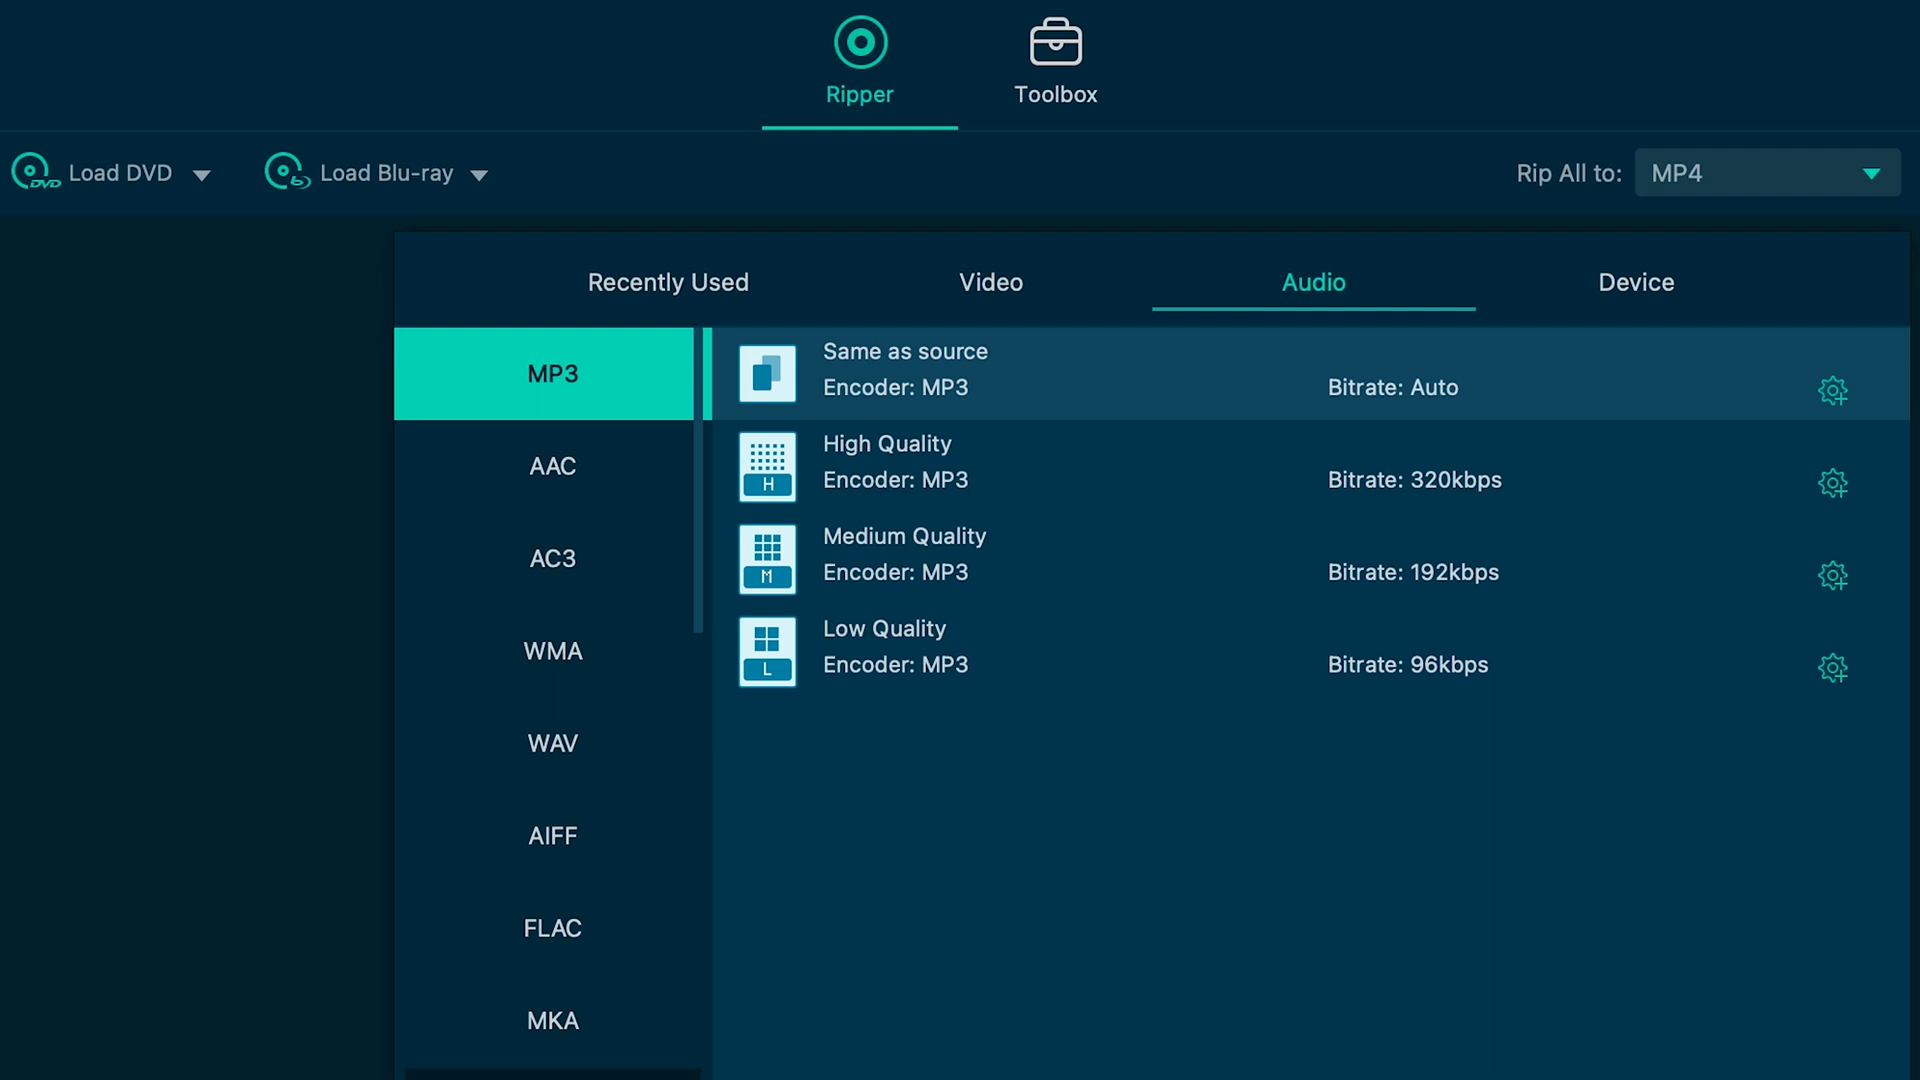 Ripper
Toolbox
Load DVD
Load Blu-ray
Rip All to:
MP4
Recently Used
Video
Audio
Device
MP3
AAC
AC3
WMA
WAV
AIFF
FLAC
MKA
Same as source
Encoder: MP3
Bitrate: Auto
H
High Quality
Encoder: MP3
Bitrate: 320kbps
M
Medium Quality
Encoder: MP3
Bitrate: 192kbps
L
Low Quality
Encoder: MP3
Bitrate: 96kbps